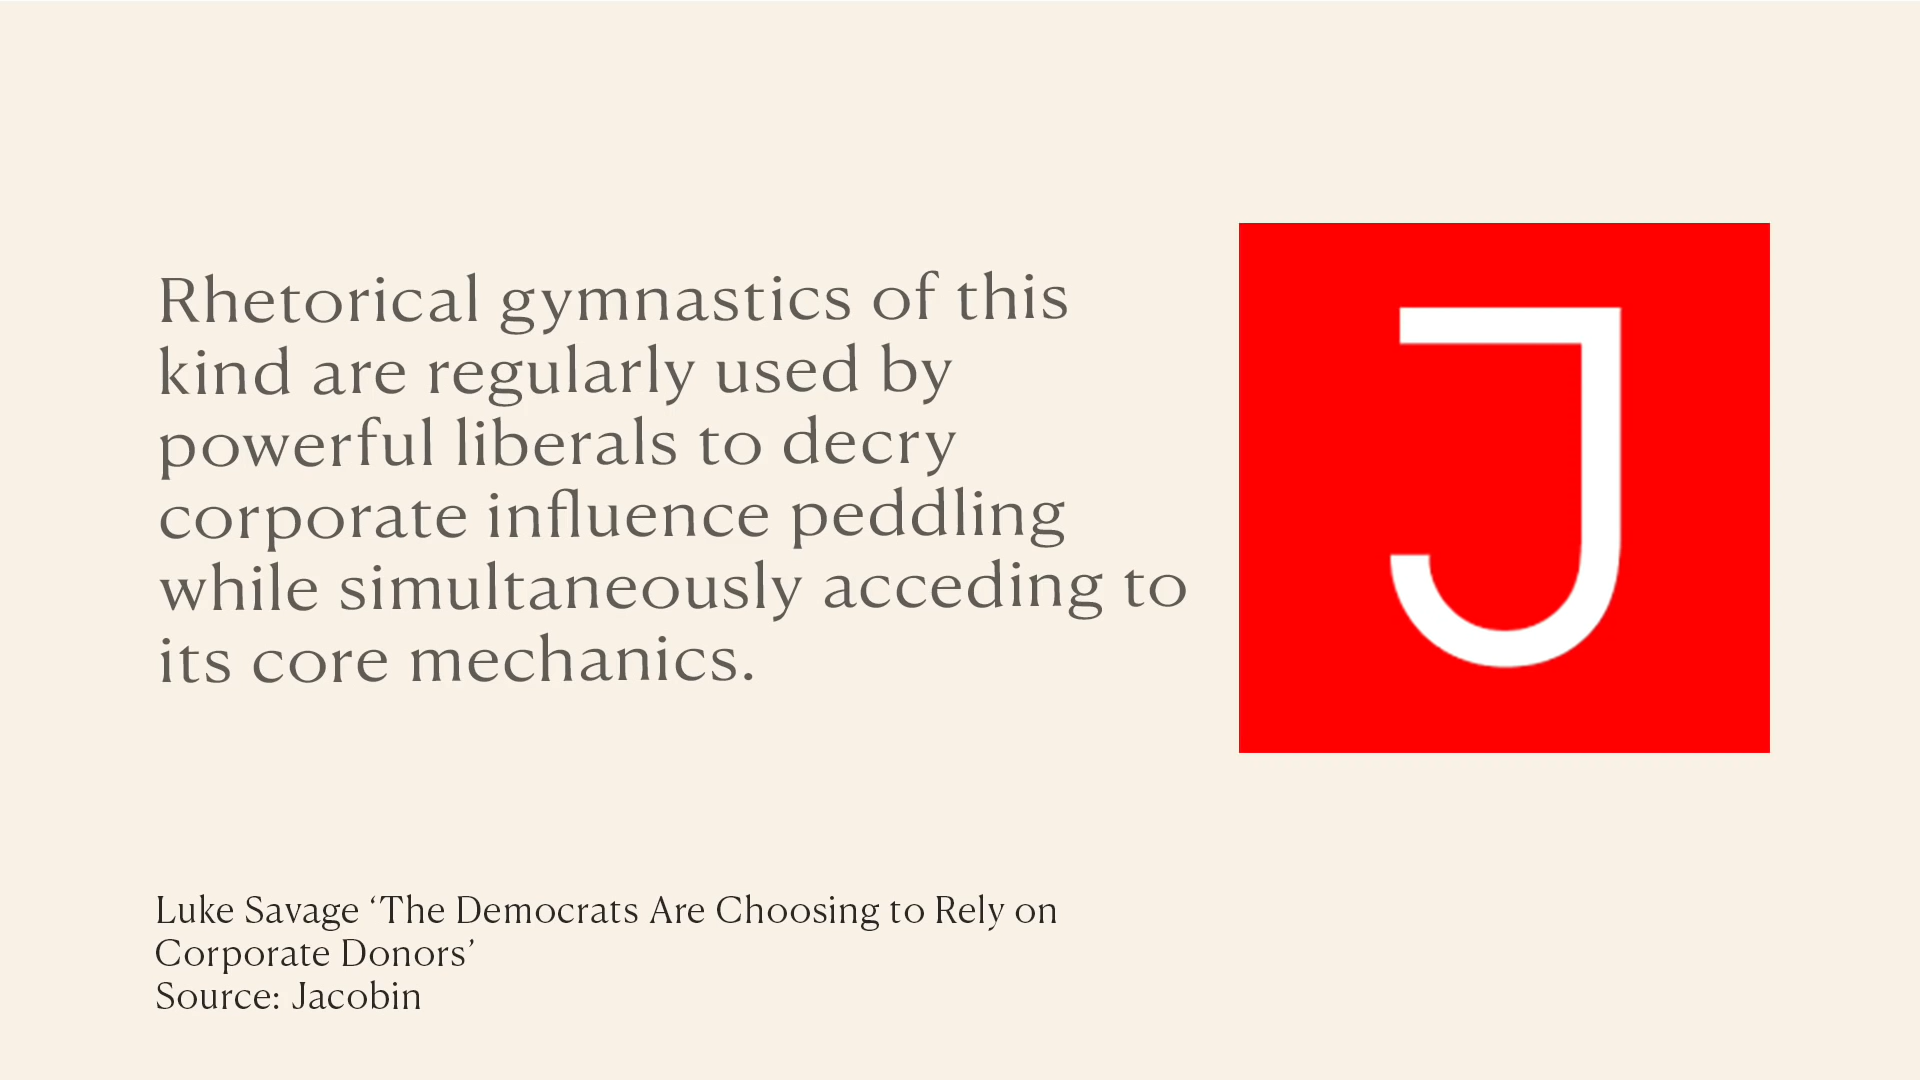 Rhetorical gymnastics of this
kind are regularly used by
powerful liberals to decry
corporate influence peddling
while simultaneously acceding to
its core mechanics.
J
Luke Savage ‘The Democrats Are Choosing to Rely on
Corporate Donors’
Source: Jacobin